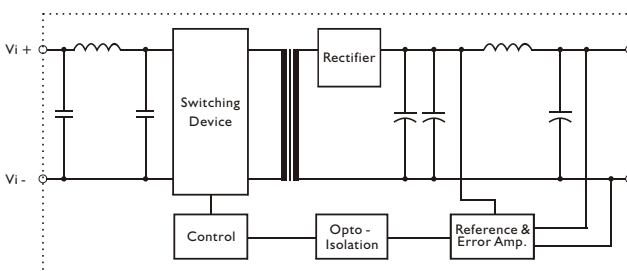 Vi +
Switching
Device
Rectifier
Vi -
Control
Opto -
Isolation
Reference &
Error Amp.